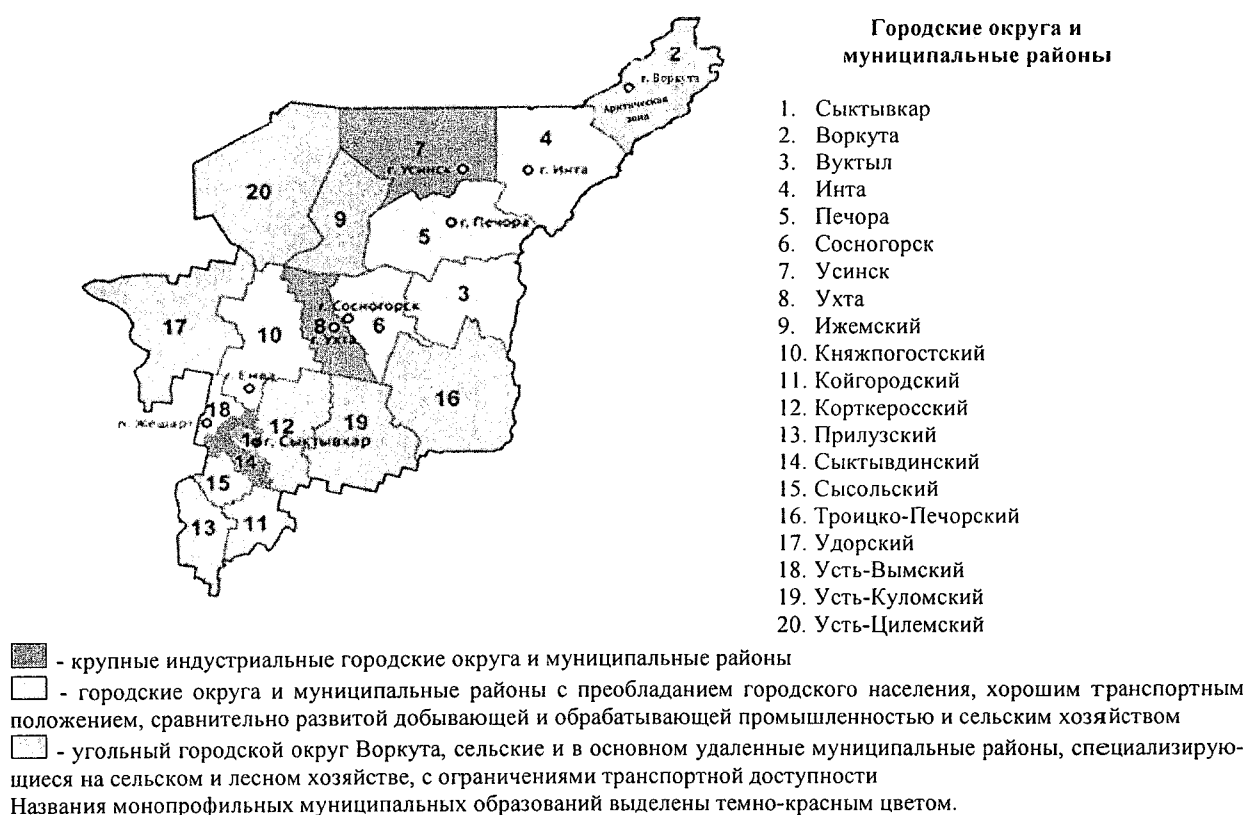 Городские округа и
муниципальные районы
1. Сыктывкар
2. Воркута
3. Вуктыл
4. Инта
5. Печора
6. Сосногорск
7. Усинск
8. Ухта
9. Ижемский
10. Княжпогостский
11. Койгородский
12. Корткеросский
13. Прилузский
14. Сыктывдинский
15. Сысольский
16. Троицко-Печорский
17. Удорский
18. Усть-Вымский
19. Усть-Куломский
20. Усть-Цилемский
2
г. Воркута
Арктическая
зона
4
7
г. Усинск
г. Инта
20
9
г. Печора
5
3
г. Сосногорск
17
10
8
6
г. Ухта
г. Емва
16
18
п. Жешарт
12
19
1
г. Сыктывкар
14
15
13
11
- крупные индустриальные городские округа и муниципальные районы
- городские округа и муниципальные районы с преобладанием городского населения, хорошим транспортным
положением, сравнительно развитой добывающей и обрабатывающей промышленностью и сельским хозяйством
- угольный городской округ Воркута, сельские и в основном удаленные муниципальные районы, специализирую-
щиеся на сельском и лесном хозяйстве, с ограничениями транспортной доступности
Названия монопрофильных муниципальных образований выделены темно-красным цветом.